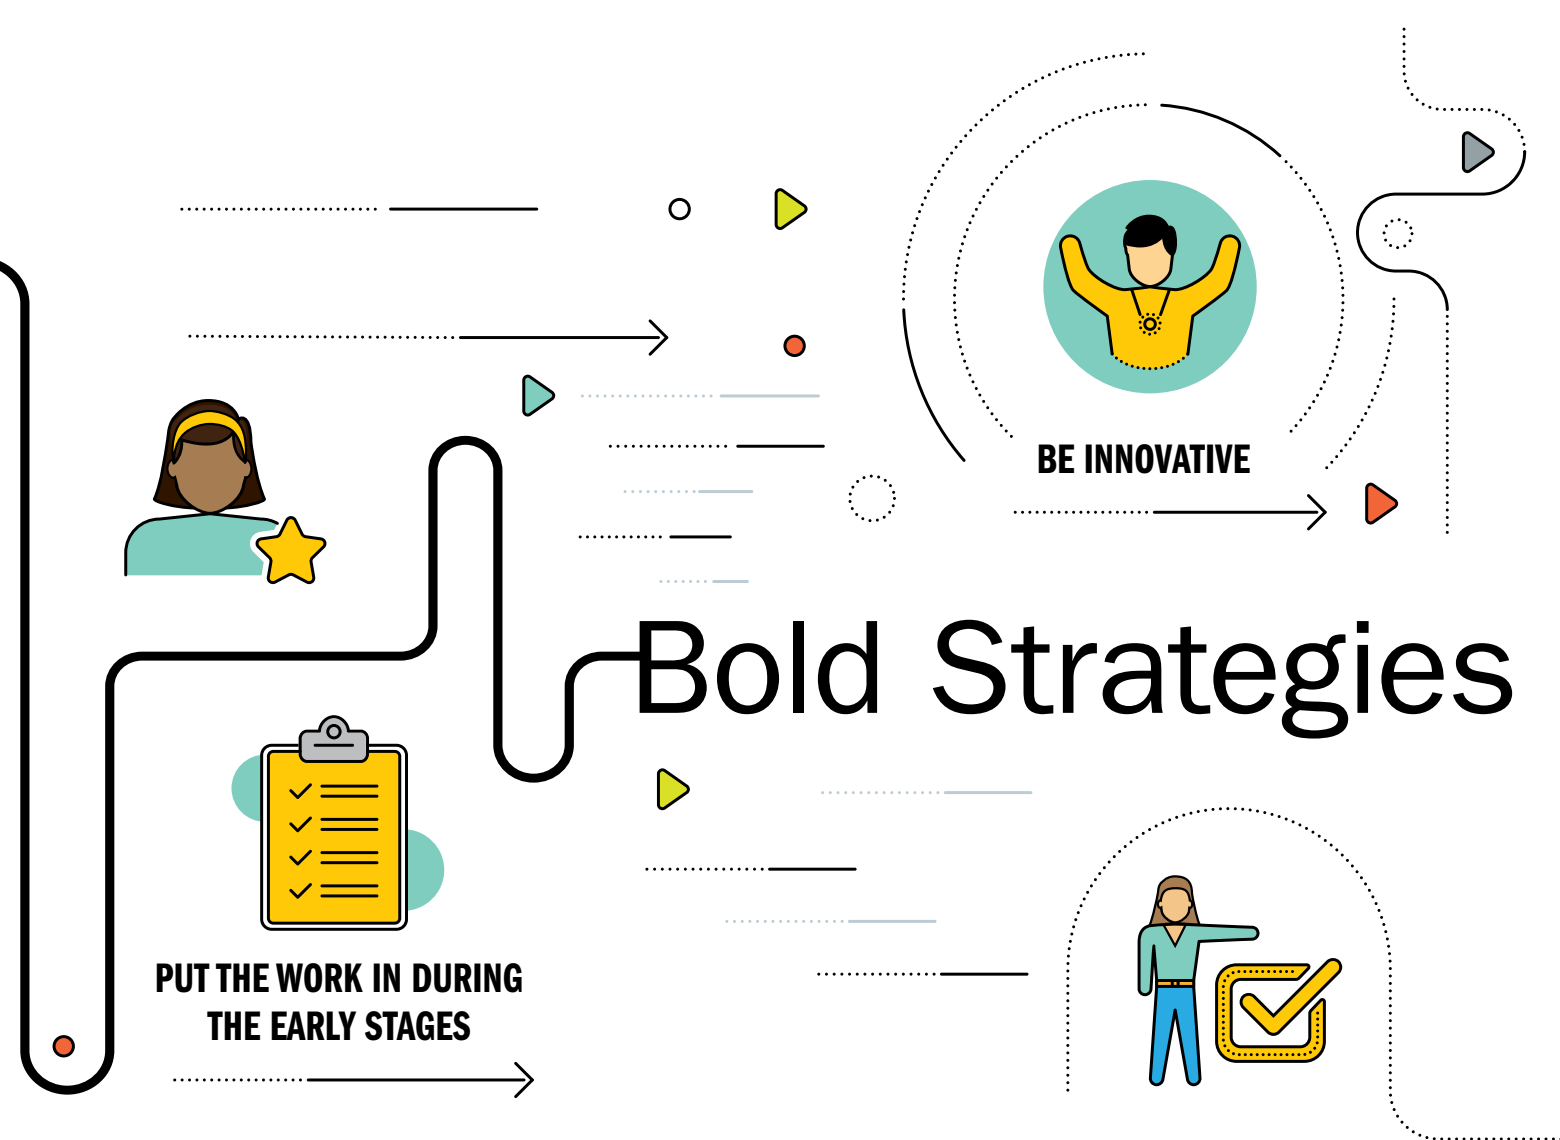 BE INNOVATIVE
Bold Strategies
PUT THE WORK IN DURING
THE EARLY STAGES